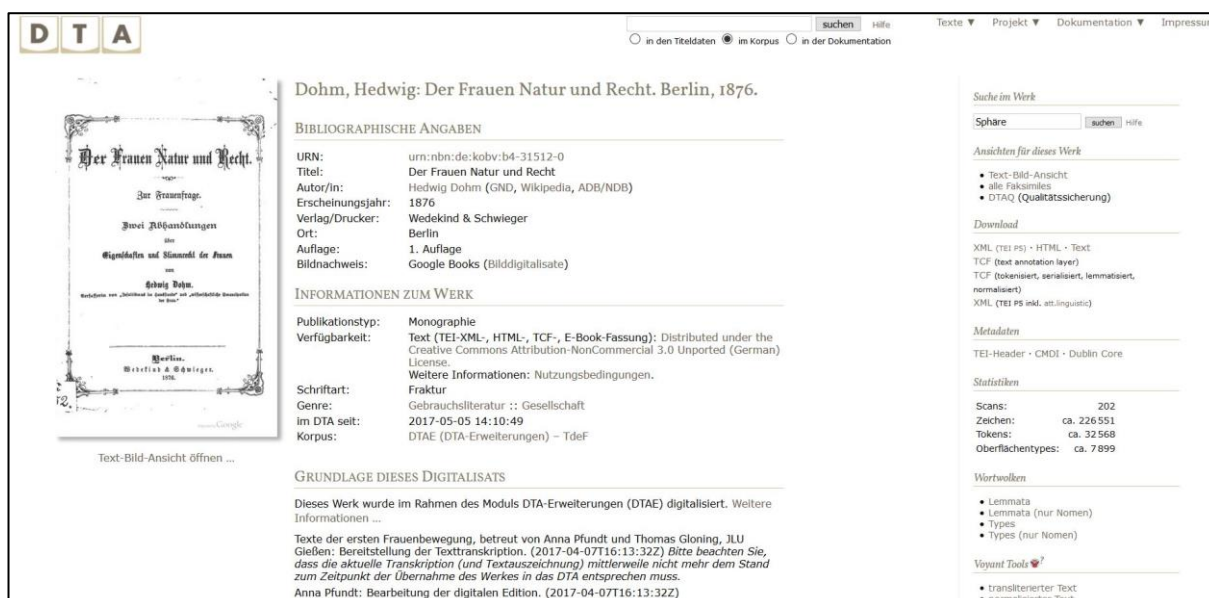 DTA
suchen Hilfe
in den Titeldaten im Korpus in der Dokumentation
Texte ▼ Projekt ▼ Dokumentation ▼ Impressum
Der Frauen Natur und Recht.
Zur Frauenfrage.
Zwei Abhandlungen
über
Eigenschaften und Stimmrecht der Frauen
von
Hedwig Dohm.
Berlin.
Wedekind & Schwieger.
1876.
Google
Text-Bild-Ansicht öffnen ...
Dohm, Hedwig: Der Frauen Natur und Recht. Berlin, 1876.
BIBLIOGRAPHISCHE ANGABEN
URN: urn:nbn:de:kobv:b4-31512-0
Titel: Der Frauen Natur und Recht
Autor/in: Hedwig Dohm (GND, Wikipedia, ADB/NDB)
Erscheinungsjahr: 1876
Verlag/Drucker: Wedekind & Schwieger
Ort: Berlin
Auflage: 1. Auflage
Bildnachweis: Google Books (Bilddigitalisate)
INFORMATIONEN ZUM WERK
Publikationstyp: Monographie
Verfügbarkeit: Text (TEI-XML-, HTML-, TCF-, E-Book-Fassung): Distributed under the
Creative Commons Attribution-NonCommercial 3.0 Unported (German)
License.
Weitere Informationen: Nutzungsbedingungen.
Schriftart: Fraktur
Genre: Gebrauchsliteratur :: Gesellschaft
im DTA seit: 2017-05-05 14:10:49
Korpus: DTAE (DTA-Erweiterungen) – TdeF
GRUNDLAGE DIESES DIGITALISATS
Dieses Werk wurde im Rahmen des Moduls DTA-Erweiterungen (DTAE) digitalisiert. Weitere
Informationen ...
Texte der ersten Frauenbewegung, betreut von Anna Pfundt und Thomas Gloning, JLU
Gießen: Bereitstellung der Texttranskription. (2017-04-07T16:13:32Z) Bitte beachten Sie,
dass die aktuelle Transkription (und Textauszeichnung) mittlerweile nicht mehr dem Stand
zum Zeitpunkt der Übernahme des Werkes in das DTA entsprechen muss.
Anna Pfundt: Bearbeitung der digitalen Edition. (2017-04-07T16:13:32Z)
Suche im Werk
Sphäre suchen Hilfe
Ansichten für dieses Werk
• Text-Bild-Ansicht
• alle Faksimiles
• DTAQ (Qualitätssicherung)
Download
XML (TEI P5) · HTML · Text
TCF (text annotation layer)
TCF (tokenisiert, serialisiert, lemmatisiert,
normalisiert)
XML (TEI P5 inkl. att.linguistic)
Metadaten
TEI-Header · CMDI · Dublin Core
Statistiken
Scans: 202
Zeichen: ca. 226 551
Tokens: ca. 32 568
Oberflächentypes: ca. 7 899
Wortwolken
• Lemmata
• Lemmata (nur Nomen)
• Types
• Types (nur Nomen)
Voyant Tools ?
• transliterierter Text